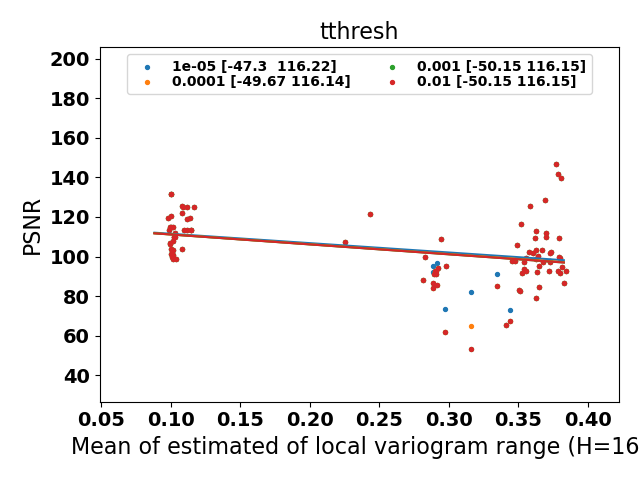 tthresh
1e-05 [-47.3  116.22]
0.0001 [-49.67 116.14]
0.001 [-50.15 116.15]
0.01 [-50.15 116.15]
200
180
160
140
120
100
80
60
40
PSNR
0.05 0.10 0.15 0.20 0.25 0.30 0.35 0.40
Mean of estimated of local variogram range (H=16